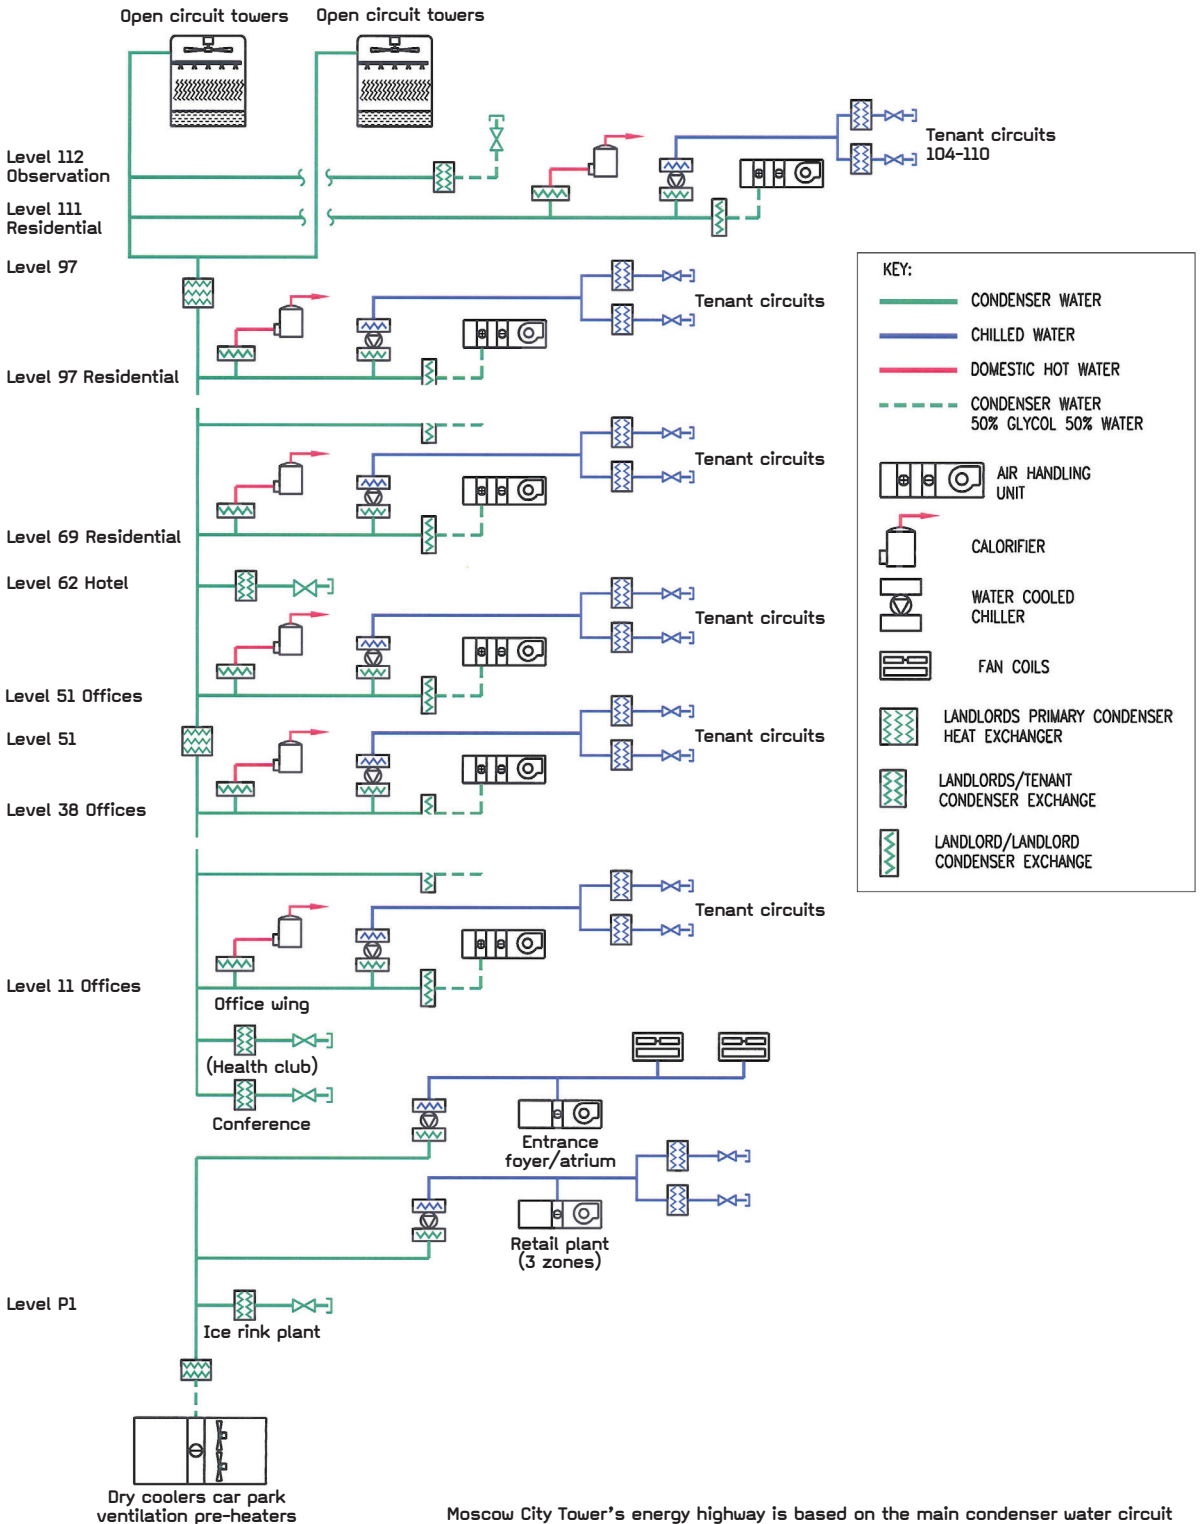 Open circuit towers
Open circuit towers
Level 112
Observation
Level 111
Residential
Tenant circuits
104-110
Level 97
Tenant circuits
Level 97 Residential
Tenant circuits
Level 69 Residential
Level 62 Hotel
Tenant circuits
Level 51 Offices
Level 51
Tenant circuits
Level 38 Offices
Tenant circuits
Level 11 Offices
Office wing
(Health club)
Conference
Entrance
foyer/atrium
Retail plant
(3 zones)
Level P1
Ice rink plant
Dry coolers car park
ventilation pre-heaters
KEY:
CONDENSER WATER
CHILLED WATER
DOMESTIC HOT WATER
CONDENSER WATER
50% GLYCOL 50% WATER
AIR HANDLING
UNIT
CALORIFIER
WATER COOLED
CHILLER
FAN COILS
LANDLORDS PRIMARY CONDENSER
HEAT EXCHANGER
LANDLORDS/TENANT
CONDENSER EXCHANGE
LANDLORD/LANDLORD
CONDENSER EXCHANGE
Moscow City Tower's energy highway is based on the main condenser water circuit